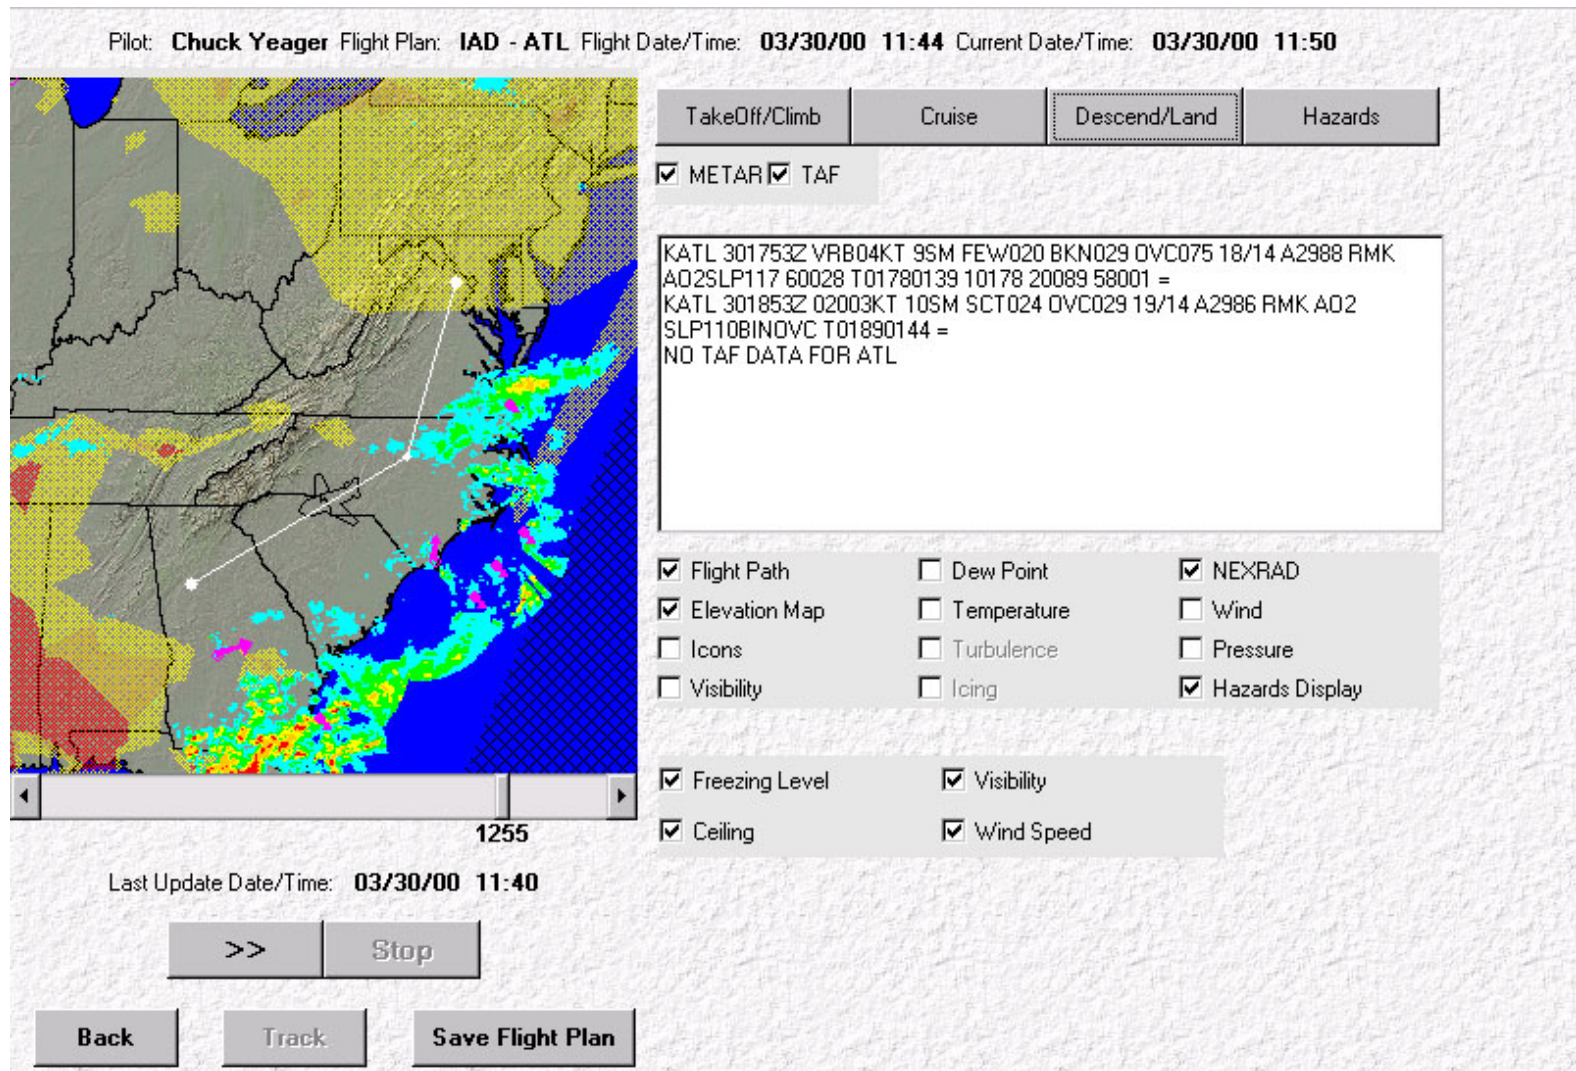 Pilot: Chuck Yeager Flight Plan: IAD - ATL Flight Date/Time: 03/30/00 11:44 Current Date/Time: 03/30/00 11:50
TakeOff/Climb Cruise Descend/Land Hazards
METAR TAF
KATL 301753Z VRB04KT 9SM FEW020 BKN029 OVC075 18/14 A2988 RMK
AO2SLP117 60028 T01780139 10178 20089 58001 =
KATL 301853Z 02003KT 10SM SCT024 OVC029 19/14 A2986 RMK AO2
SLP110BINOVC T01890144 =
NO TAF DATA FOR ATL
Flight Path Dew Point NEXRAD
Elevation Map Temperature Wind
Icons Turbulence Pressure
Visibility Icing Hazards Display
Freezing Level Visibility
Ceiling Wind Speed
1255
Last Update Date/Time: 03/30/00 11:40
>> Stop
Back Track Save Flight Plan